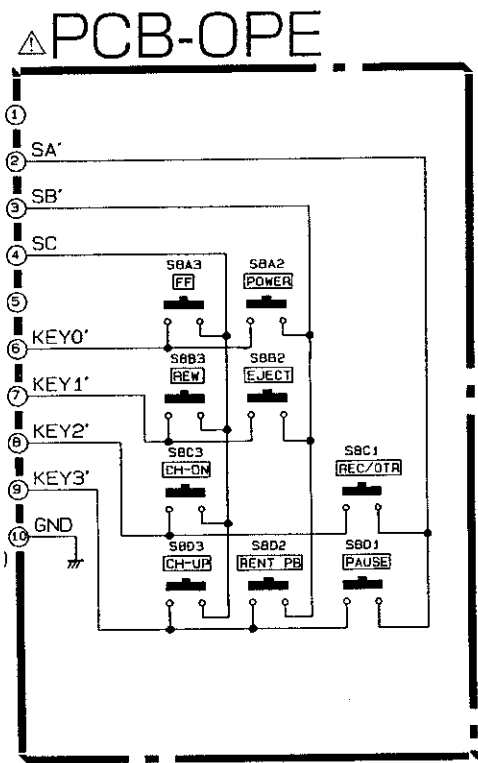 ⚠PCB-OPE
1
2 SA'
3 SB'
4 SC
S8A3 S8A2
FF POWER
5
6 KEY0'
S8B3 S8B2
REW EJECT
7 KEY1'
8 KEY2'
S8C3 S8C1
CH-DN REC/OTR
9 KEY3'
10 GND
S8D3 S8D2 S8D1
CH-UP RENT PB PAUSE
)